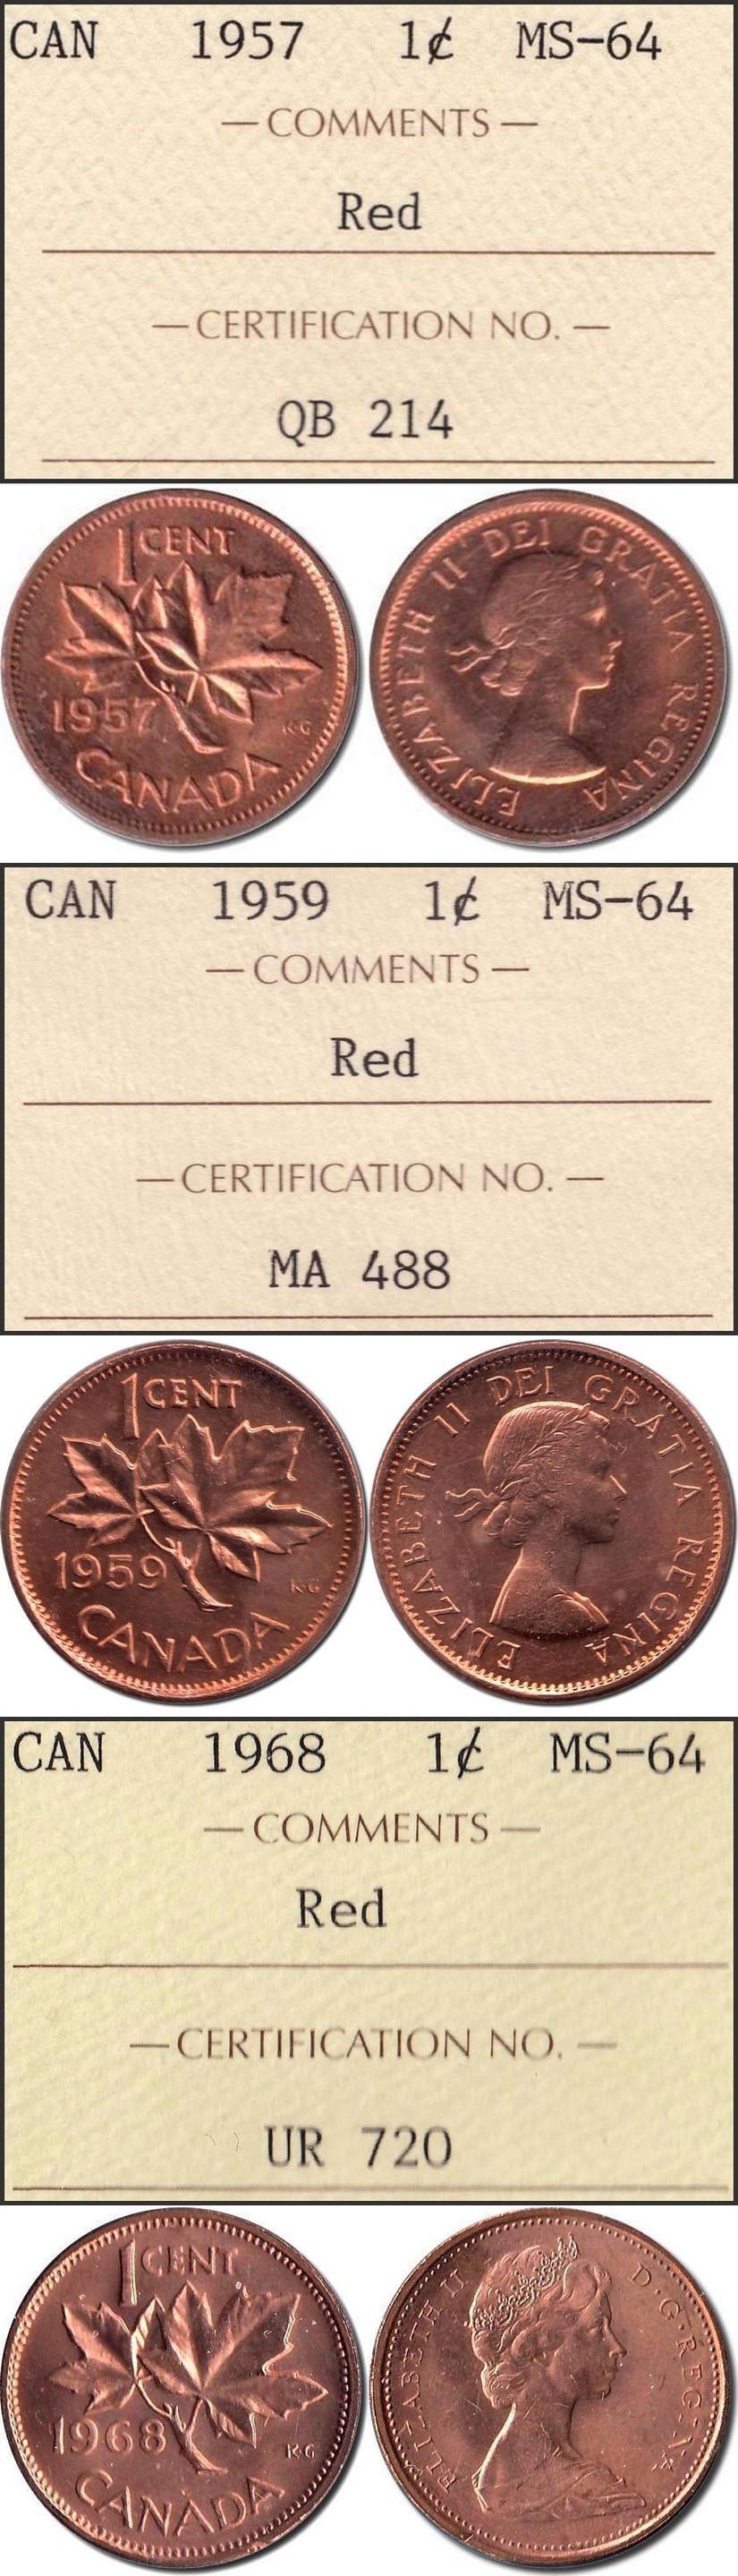 CAN 1957 1¢ MS-64
— COMMENTS —
Red
— CERTIFICATION NO. —
QB 214
1 CENT
1957 KG
CANADA
ELIZABETH II DEI GRATIA REGINA
CAN 1959 1¢ MS-64
— COMMENTS —
Red
— CERTIFICATION NO. —
MA 488
1 CENT
1959 KG
CANADA
ELIZABETH II DEI GRATIA REGINA
CAN 1968 1¢ MS-64
— COMMENTS —
Red
— CERTIFICATION NO. —
UR 720
1 CENT
1968 KG
CANADA
ELIZABETH II D·G·REGINA